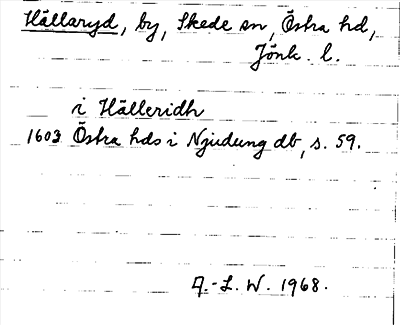 Hällaryd, by, Skede sn, Östra hd,
Jönk. l.
i Hälleridh
1603 Östra hds i Njudung db, s. 59.
A.-L. W. 1968.